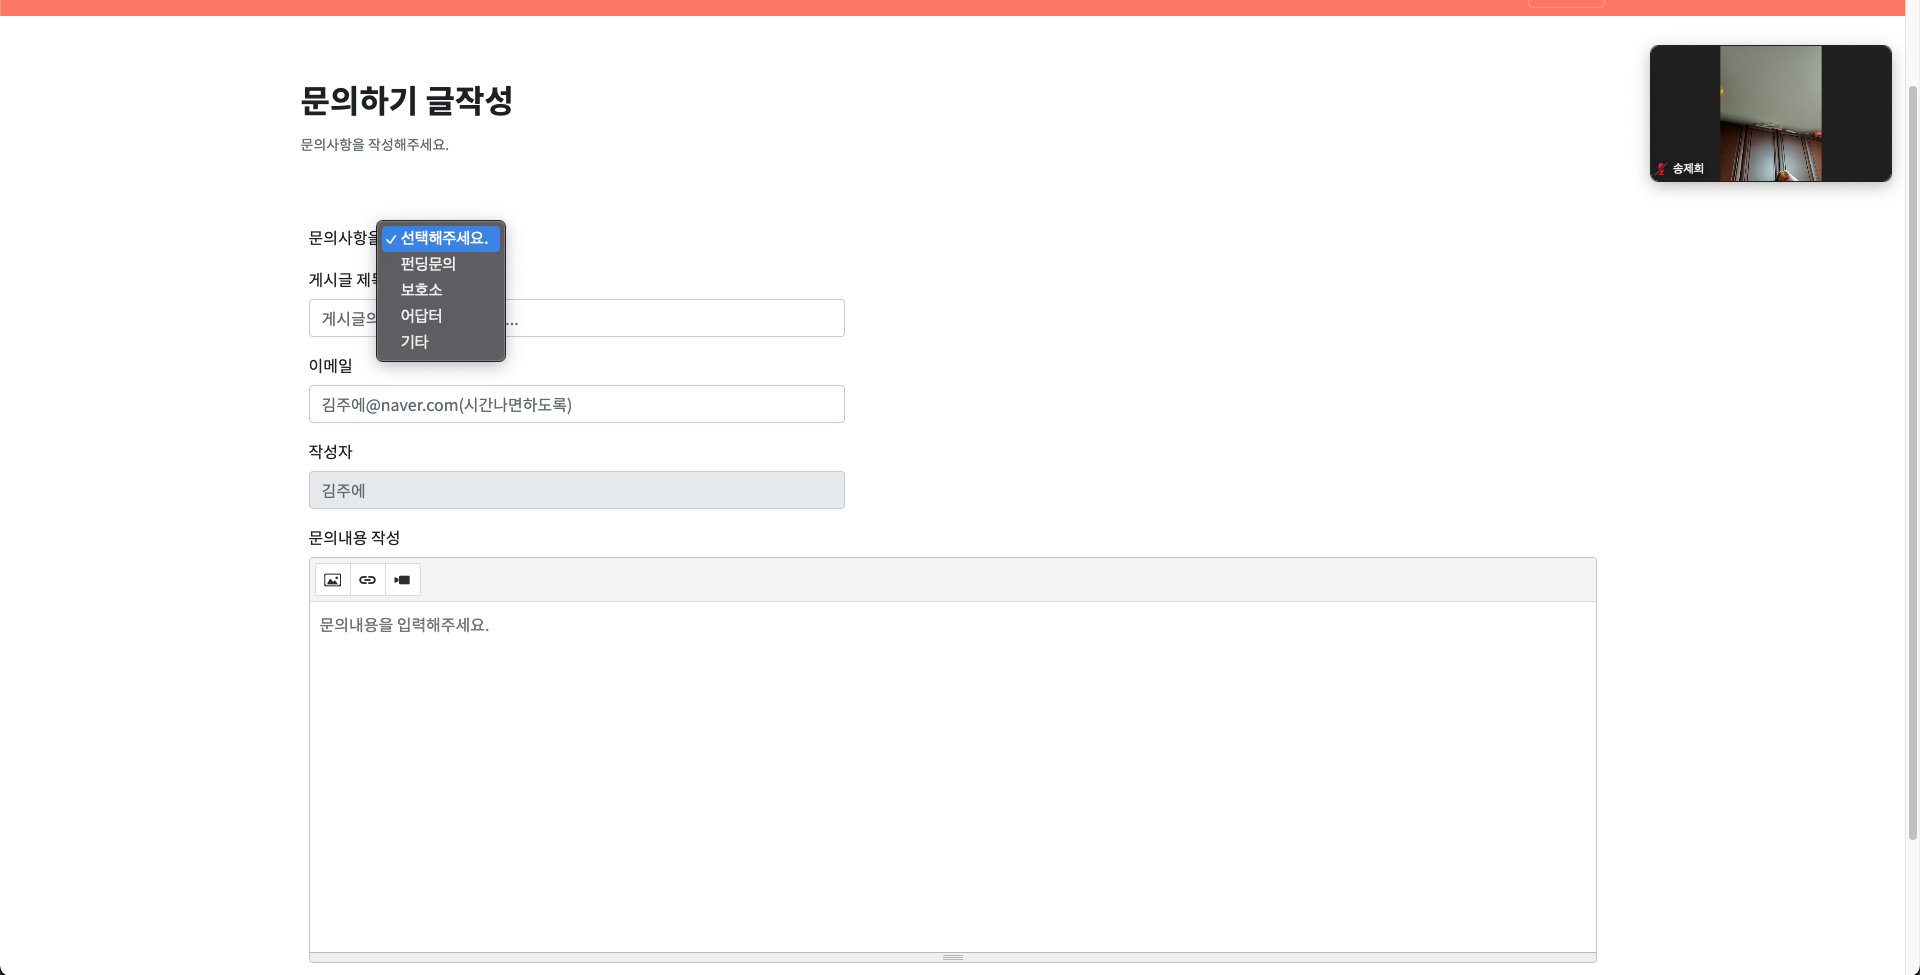 문의하기 글작성
문의사항을 작성해주세요.
송제희
문의사항을
선택해주세요.
펀딩문의
보호소
어답터
기타
게시글 제
게시글의 ...
이메일
김주에@naver.com(시간나면하도록)
작성자
김주에
문의내용 작성
문의내용을 입력해주세요.